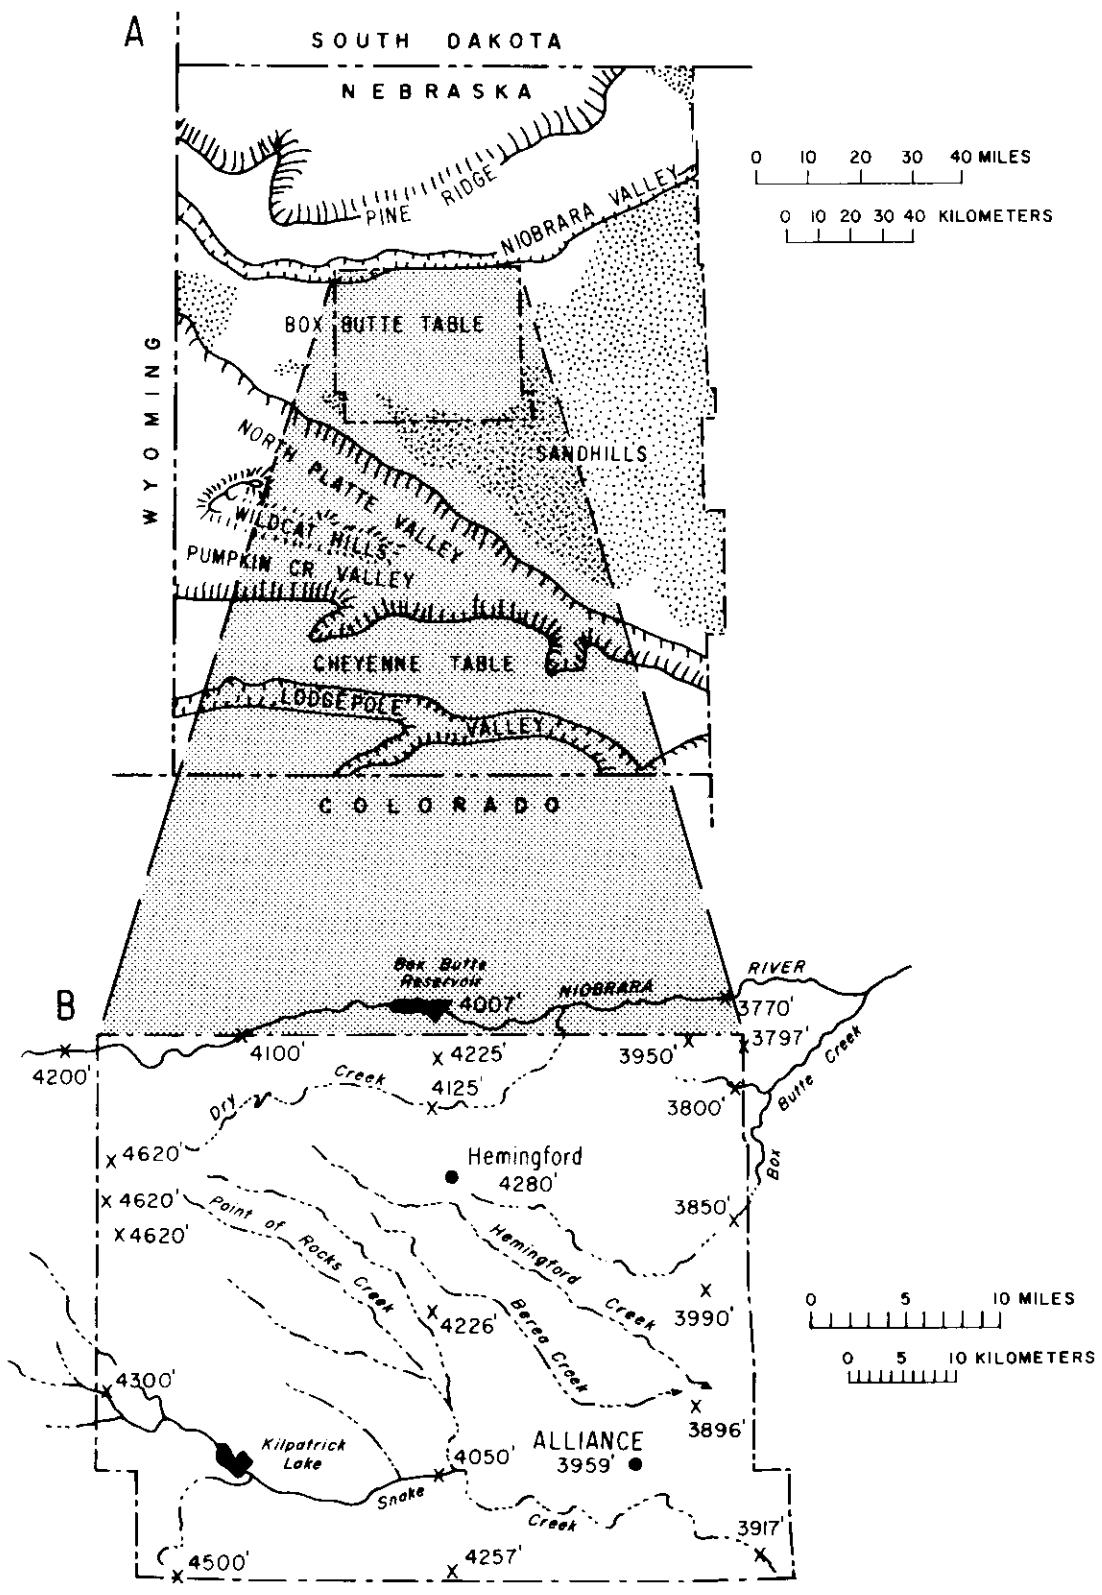 A
SOUTH DAKOTA
NEBRASKA
0 10 20 30 40 MILES
0 10 20 30 40 KILOMETERS
PINE RIDGE
NIOBRARA VALLEY
BOX BUTTE TABLE
WYOMING
NORTH PLATTE VALLEY
SANDHILLS
WILDCAT HILLS
PUMPKIN CR VALLEY
CHEYENNE TABLE
LODGEPOLE VALLEY
COLORADO
B
Box Butte
Reservoir
4007'
NIOBRARA RIVER
3770'
4200'
4100'
4225'
3950'
3797'
Dry Creek
4125'
3800'
Box Butte Creek
4620'
Hemingford
4280'
4620'
4620'
Point of Rocks Creek
3850'
Hemingford Creek
Berea Creek
4226'
3990'
0 5 10 MILES
0 5 10 KILOMETERS
4300'
3896'
Kilpatrick
Lake
ALLIANCE
3959'
4050'
Snake Creek
3917'
4500'
4257'